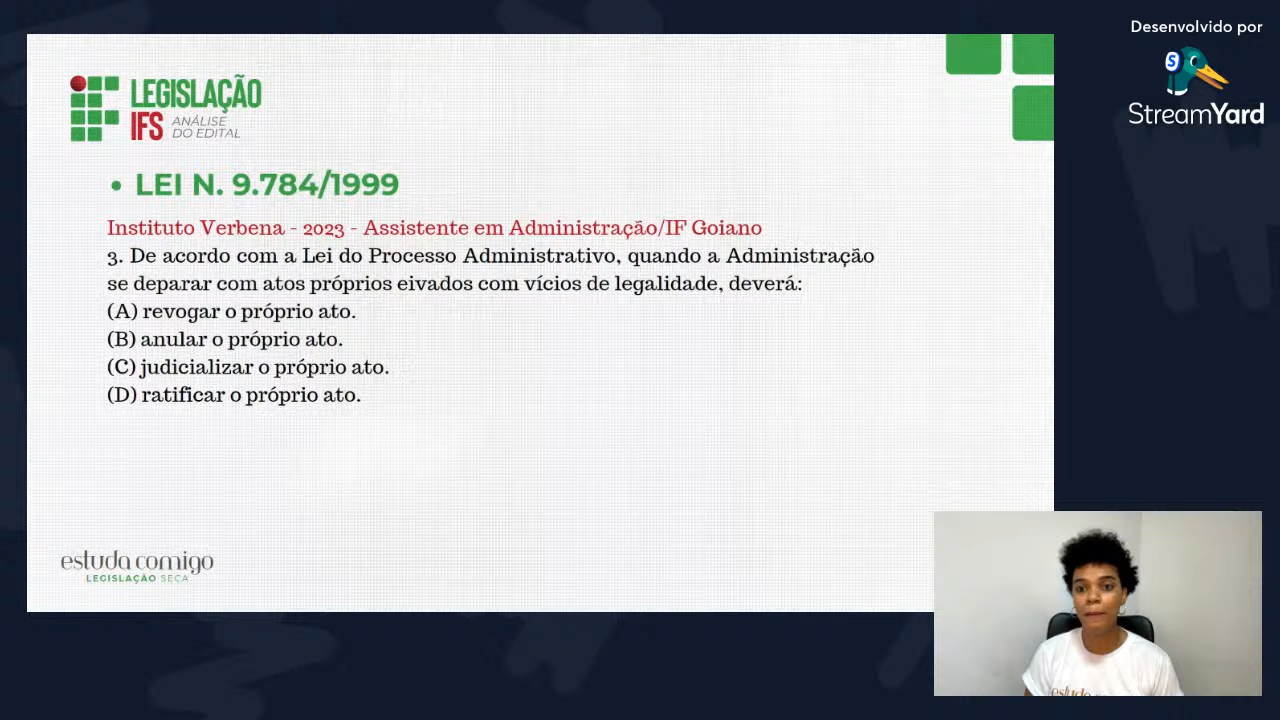 Desenvolvido por
StreamYard
LEGISLAÇÃO
IFS ANÁLISE
DO EDITAL
• LEI N. 9.784/1999
Instituto Verbena - 2023 - Assistente em Administração/IF Goiano
3. De acordo com a Lei do Processo Administrativo, quando a Administração
se deparar com atos próprios eivados com vícios de legalidade, deverá:
(A) revogar o próprio ato.
(B) anular o próprio ato.
(C) judicializar o próprio ato.
(D) ratificar o próprio ato.
estuda comigo
LEGISLAÇÃO SECA
estuda